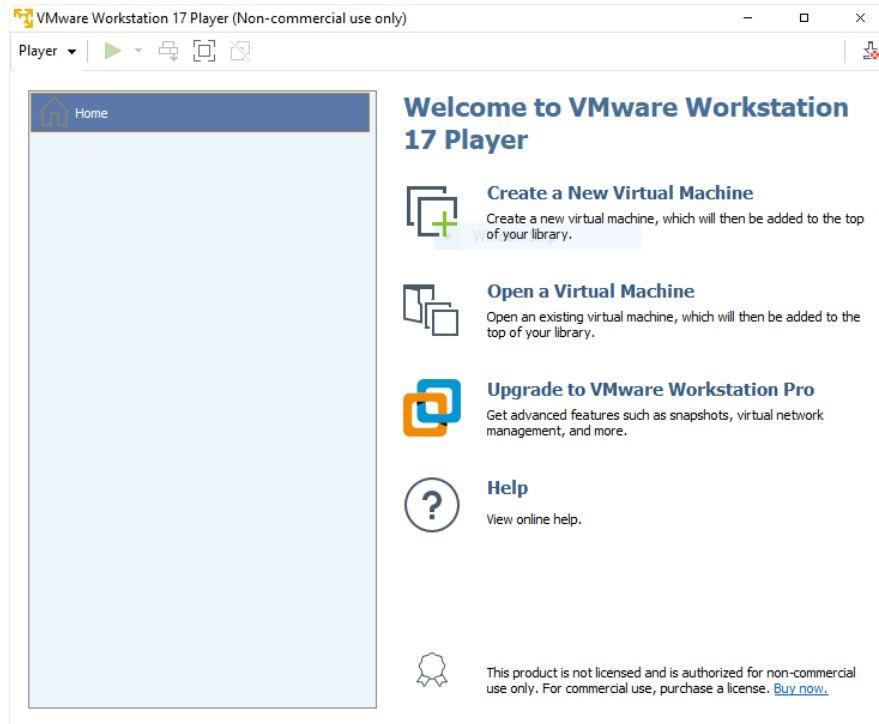 VMware Workstation 17 Player (Non-commercial use only)
Player
Home
Welcome to VMware Workstation
17 Player
Create a New Virtual Machine
Create a new virtual machine, which will then be added to the top
of your library.
Open a Virtual Machine
Open an existing virtual machine, which will then be added to the
top of your library.
Upgrade to VMware Workstation Pro
Get advanced features such as snapshots, virtual network
management, and more.
Help
View online help.
This product is not licensed and is authorized for non-commercial
use only. For commercial use, purchase a license. Buy now.